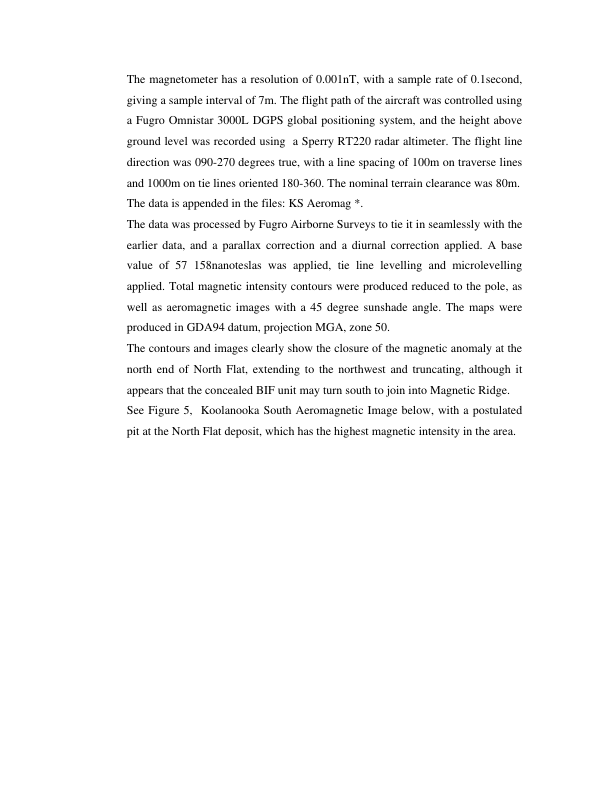 The magnetometer has a resolution of 0.001nT, with a sample rate of 0.1second,
giving a sample interval of 7m. The flight path of the aircraft was controlled using
a Fugro Omnistar 3000L DGPS global positioning system, and the height above
ground level was recorded using  a Sperry RT220 radar altimeter. The flight line
direction was 090-270 degrees true, with a line spacing of 100m on traverse lines
and 1000m on tie lines oriented 180-360. The nominal terrain clearance was 80m.
The data is appended in the files: KS Aeromag *.
The data was processed by Fugro Airborne Surveys to tie it in seamlessly with the
earlier data, and a parallax correction and a diurnal correction applied. A base
value of 57 158nanoteslas was applied, tie line levelling and microlevelling
applied. Total magnetic intensity contours were produced reduced to the pole, as
well as aeromagnetic images with a 45 degree sunshade angle. The maps were
produced in GDA94 datum, projection MGA, zone 50.
The contours and images clearly show the closure of the magnetic anomaly at the
north end of North Flat, extending to the northwest and truncating, although it
appears that the concealed BIF unit may turn south to join into Magnetic Ridge.
See Figure 5,  Koolanooka South Aeromagnetic Image below, with a postulated
pit at the North Flat deposit, which has the highest magnetic intensity in the area.